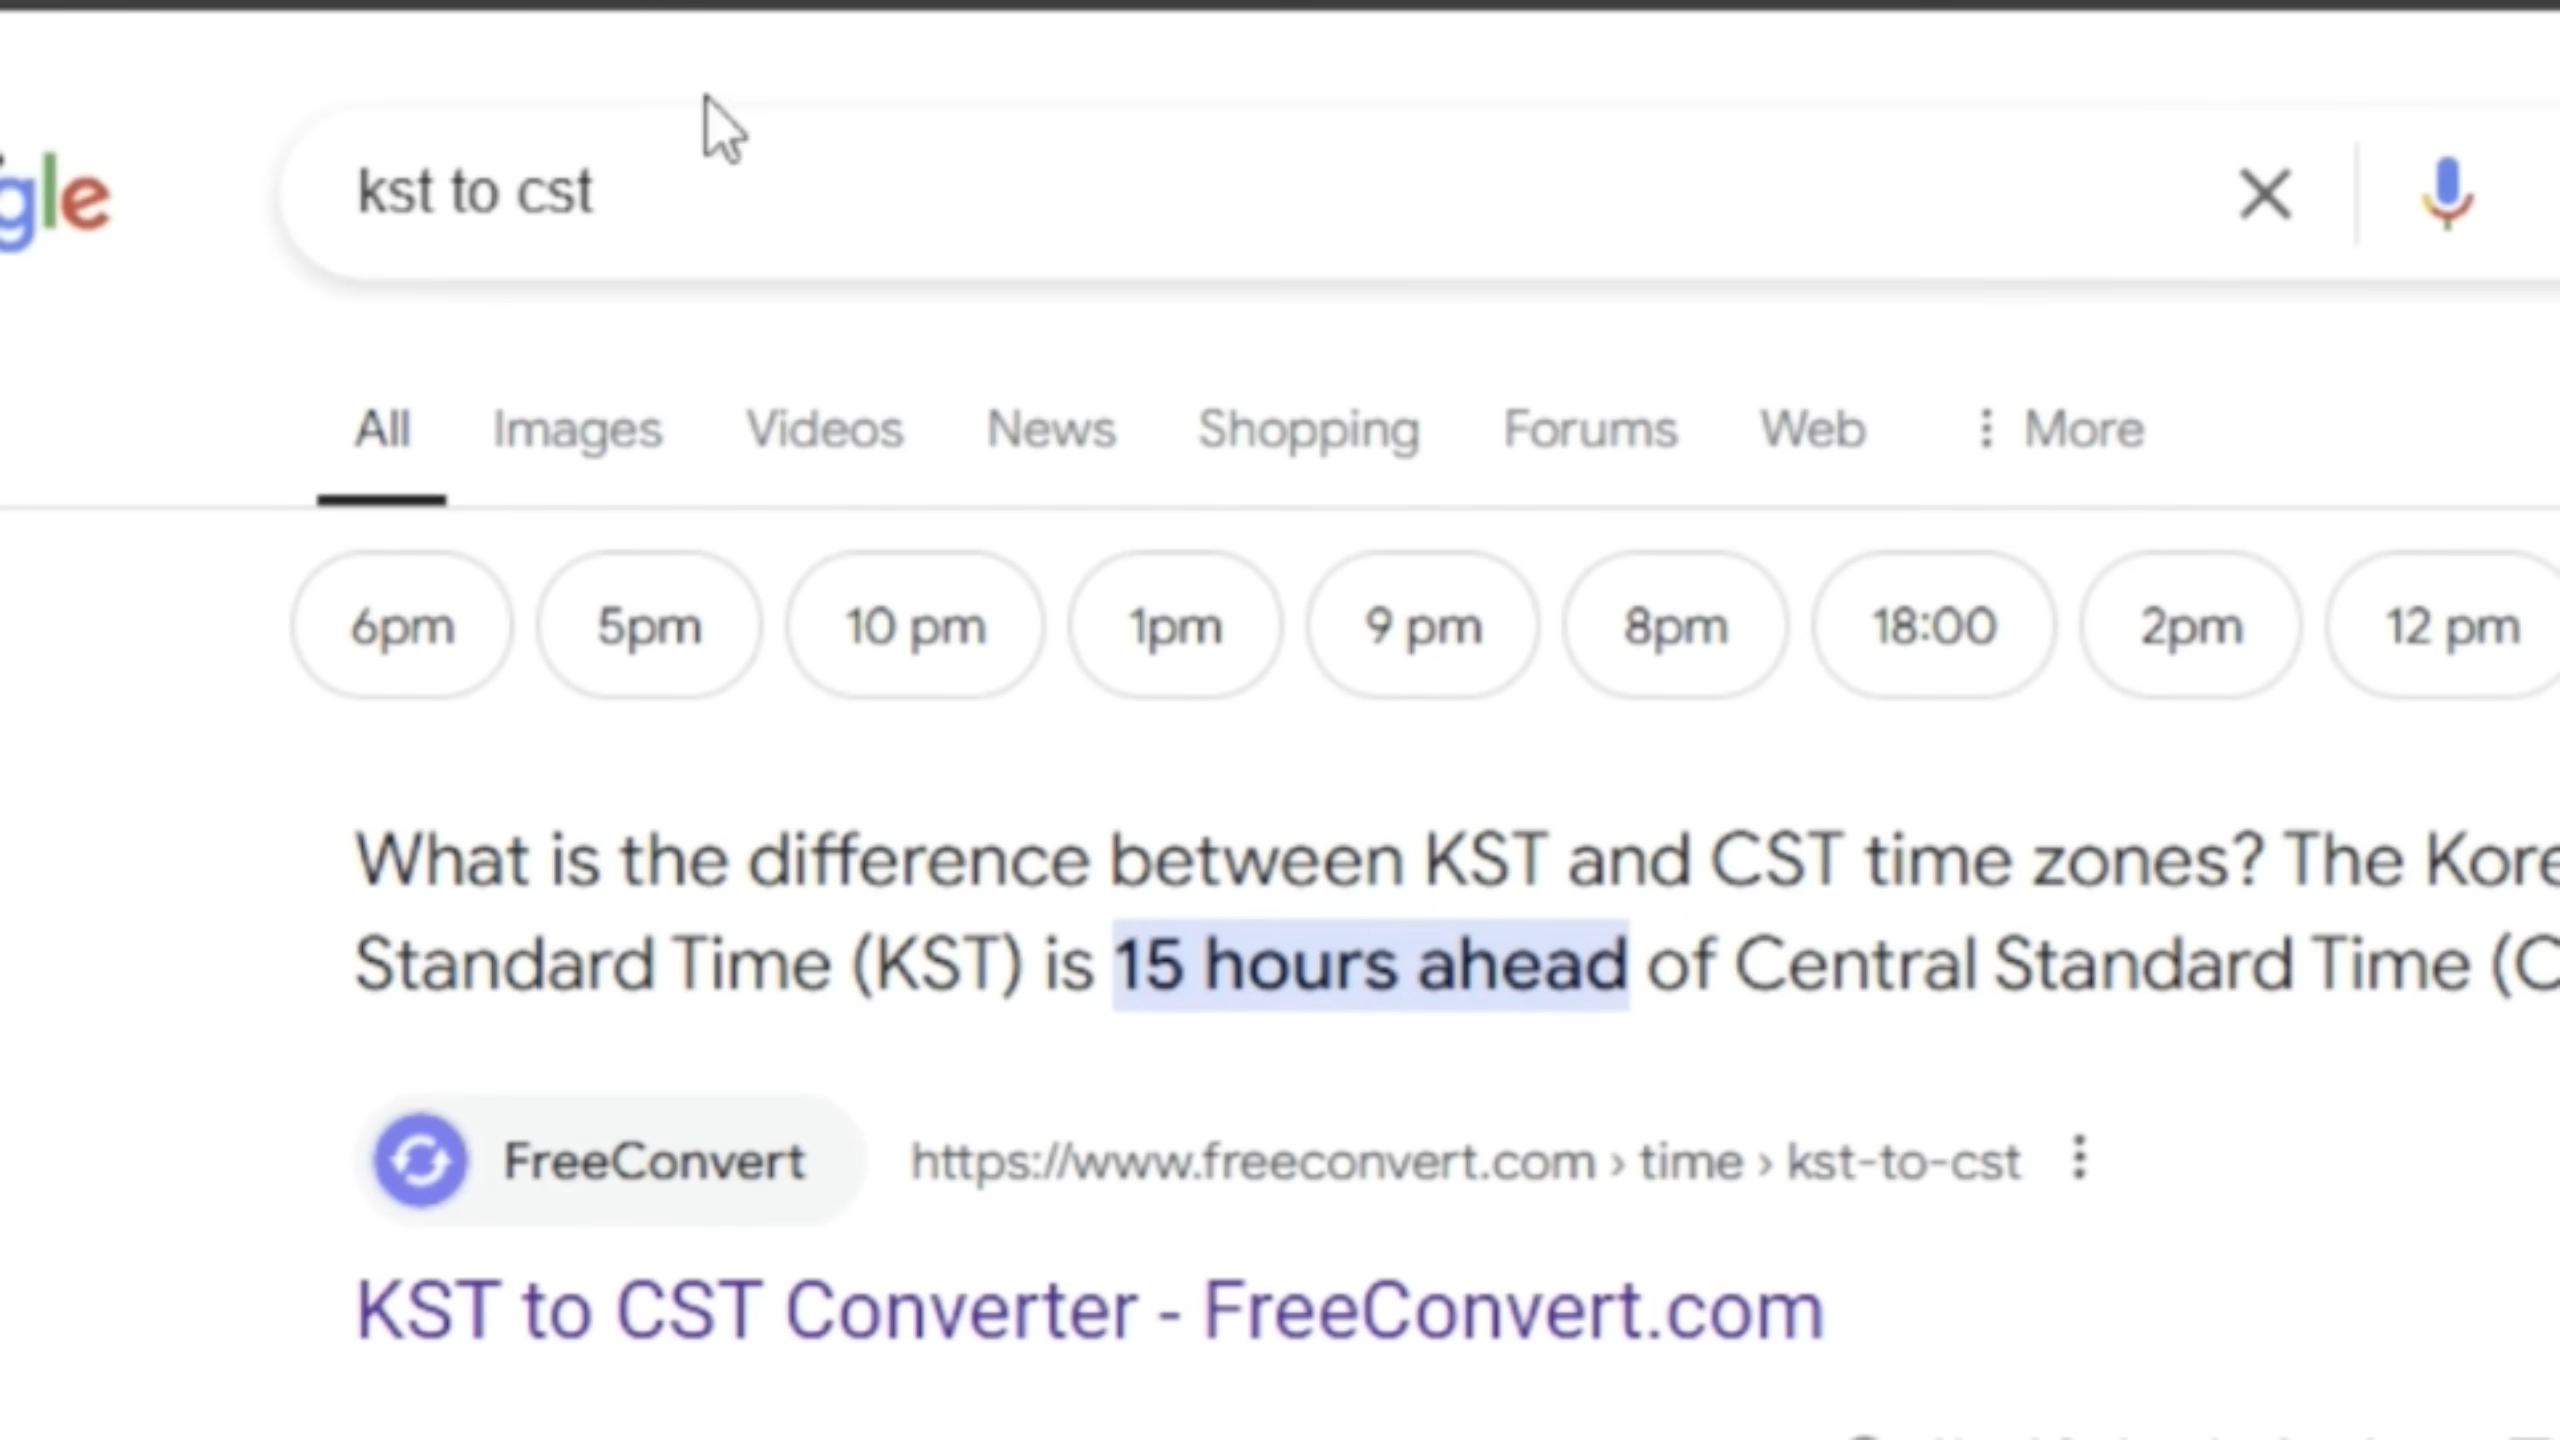 gle
kst to cst
All Images Videos News Shopping Forums Web More
6pm 5pm 10 pm 1pm 9 pm 8pm 18:00 2pm 12 pm
What is the difference between KST and CST time zones? The Kore
Standard Time (KST) is 15 hours ahead of Central Standard Time (C
FreeConvert https://www.freeconvert.com › time › kst-to-cst
KST to CST Converter - FreeConvert.com